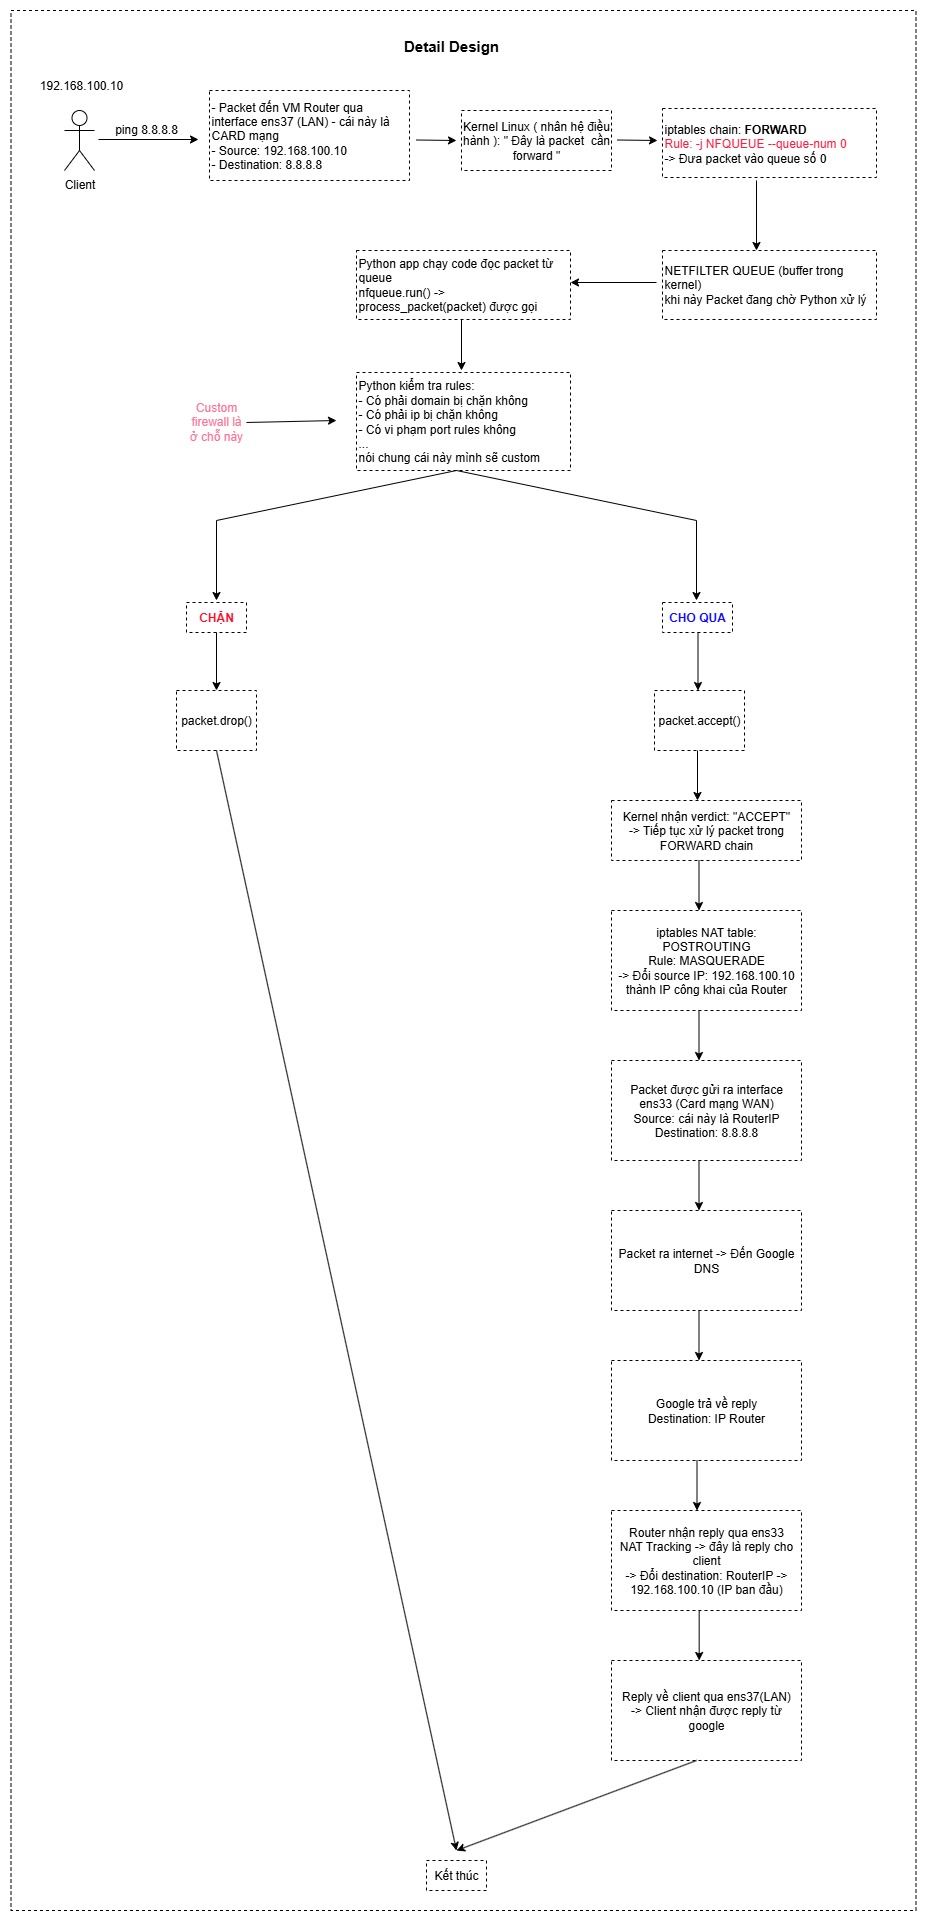 Detail Design
192.168.100.10
ping 8.8.8.8
Client
- Packet đến VM Router qua
interface ens37 (LAN) - cái này là
CARD mạng
- Source: 192.168.100.10
- Destination: 8.8.8.8
Kernel Linux ( nhân hệ điều
hành ): " Đây là packet cần
forward "
iptables chain: FORWARD
Rule: -j NFQUEUE --queue-num 0
-> Đưa packet vào queue số 0
NETFILTER QUEUE (buffer trong
kernel)
khi này Packet đang chờ Python xử lý
Python app chạy code đọc packet từ
queue
nfqueue.run() ->
process_packet(packet) được gọi
Python kiểm tra rules:
- Có phải domain bị chặn không
- Có phải ip bị chặn không
- Có vi phạm port rules không
...
nói chung cái này mình sẽ custom
Custom
firewall là
ở chỗ này
CHẶN
CHO QUA
packet.drop()
packet.accept()
Kernel nhận verdict: "ACCEPT"
-> Tiếp tục xử lý packet trong
FORWARD chain
iptables NAT table:
POSTROUTING
Rule: MASQUERADE
-> Đổi source IP: 192.168.100.10
thành IP công khai của Router
Packet được gửi ra interface
ens33 (Card mạng WAN)
Source: cái này là RouterIP
Destination: 8.8.8.8
Packet ra internet -> Đến Google
DNS
Google trả về reply
Destination: IP Router
Router nhận reply qua ens33
NAT Tracking -> đây là reply cho
client
-> Đổi destination: RouterIP ->
192.168.100.10 (IP ban đầu)
Reply về client qua ens37(LAN)
-> Client nhận được reply từ
google
Kết thúc